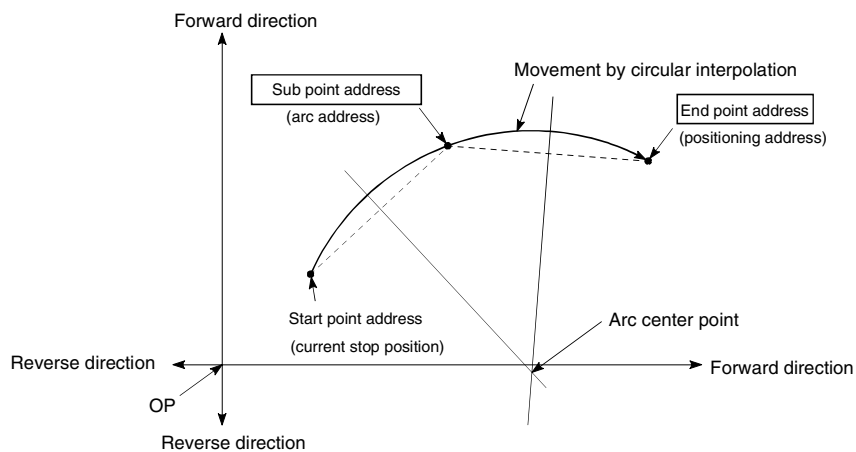 Forward direction
Movement by circular interpolation
Sub point address
(arc address)
End point address
(positioning address)
Start point address
(current stop position)
Arc center point
Reverse direction
Forward direction
OP
Reverse direction